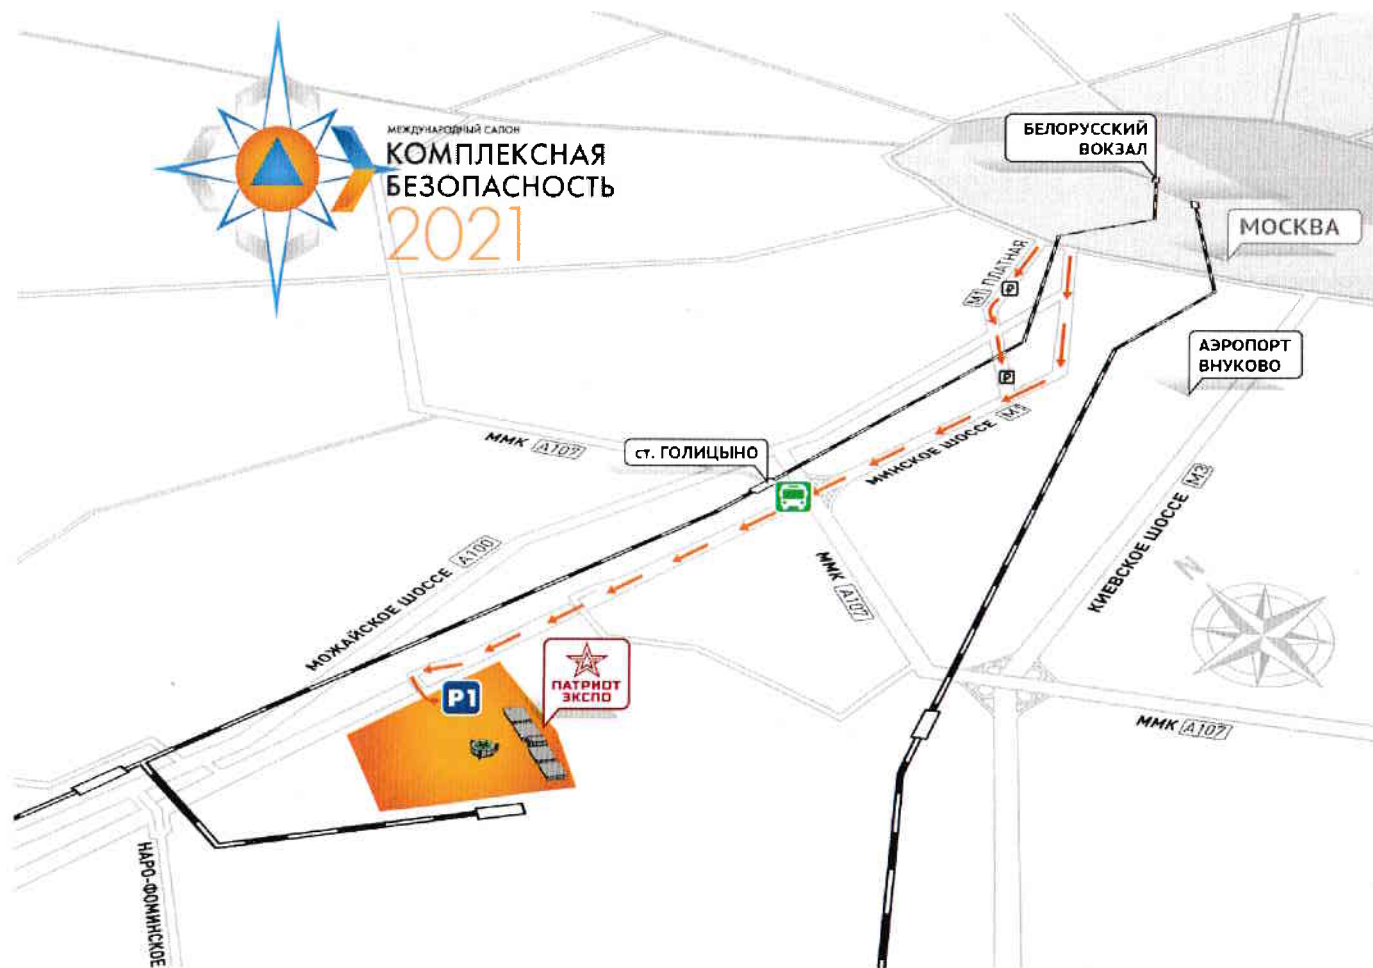 МЕЖДУНАРОДНЫЙ САЛОН
КОМПЛЕКСНАЯ
БЕЗОПАСНОСТЬ
2021
БЕЛОРУССКИЙ
ВОКЗАЛ
МОСКВА
М1 ПЛАТНАЯ
₽
₽
АЭРОПОРТ
ВНУКОВО
ММК А107
ст. ГОЛИЦЫНО
МИНСКОЕ ШОССЕ М1
КИЕВСКОЕ ШОССЕ М3
N
МОЖАЙСКОЕ ШОССЕ А100
ММК А107
ПАТРИОТ
ЭКСПО
P1
ММК А107
НАРО-ФОМИНСКОЕ